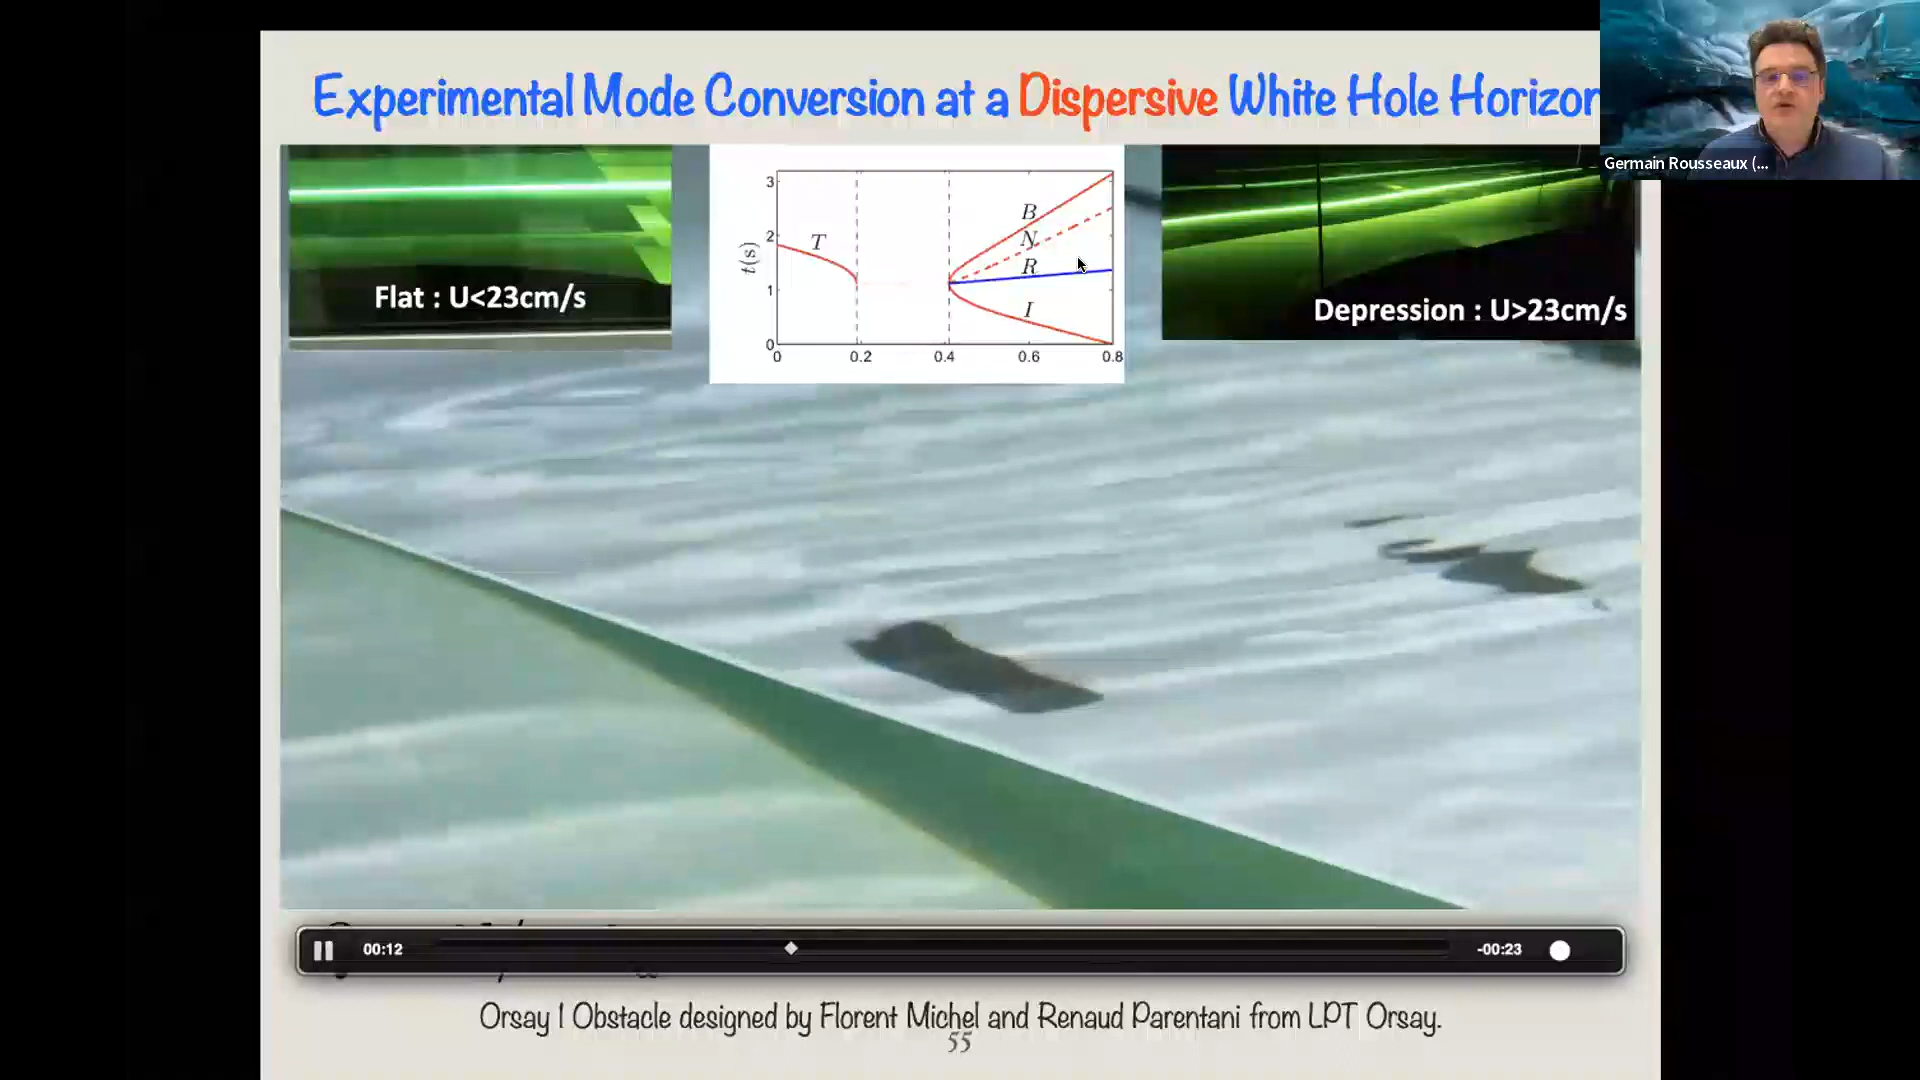 Experimental Mode Conversion at a Dispersive White Hole Horizon
Germain Rousseaux (...
Flat : U<23cm/s
3
2
1
0
t(s)
T
B
N
R
I
0
0.2
0.4
0.6
0.8
Depression : U>23cm/s
00:12
-00:23
Orsay 1 Obstacle designed by Florent Michel and Renaud Parentani from LPT Orsay.
55